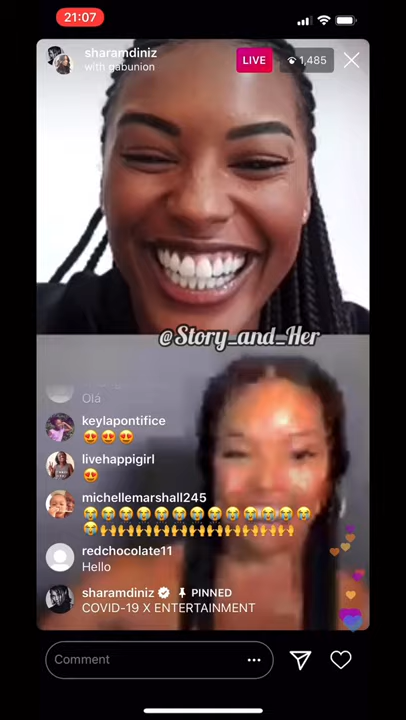 21:07
sharamdiniz
with gabunion
LIVE
1,485
@Story_and_Her
Olá
keylapontifice
😍😍😍
livehappigirl
😍
michellemarshall245
😭😭😭😭😭😭😭😭😭😭😭😭😭
😭🙌🙌🙌🙌🙌🙌🙌🙌🙌🙌🙌🙌
redchocolate11
Hello
sharamdiniz PINNED
COVID-19 X ENTERTAINMENT
Comment